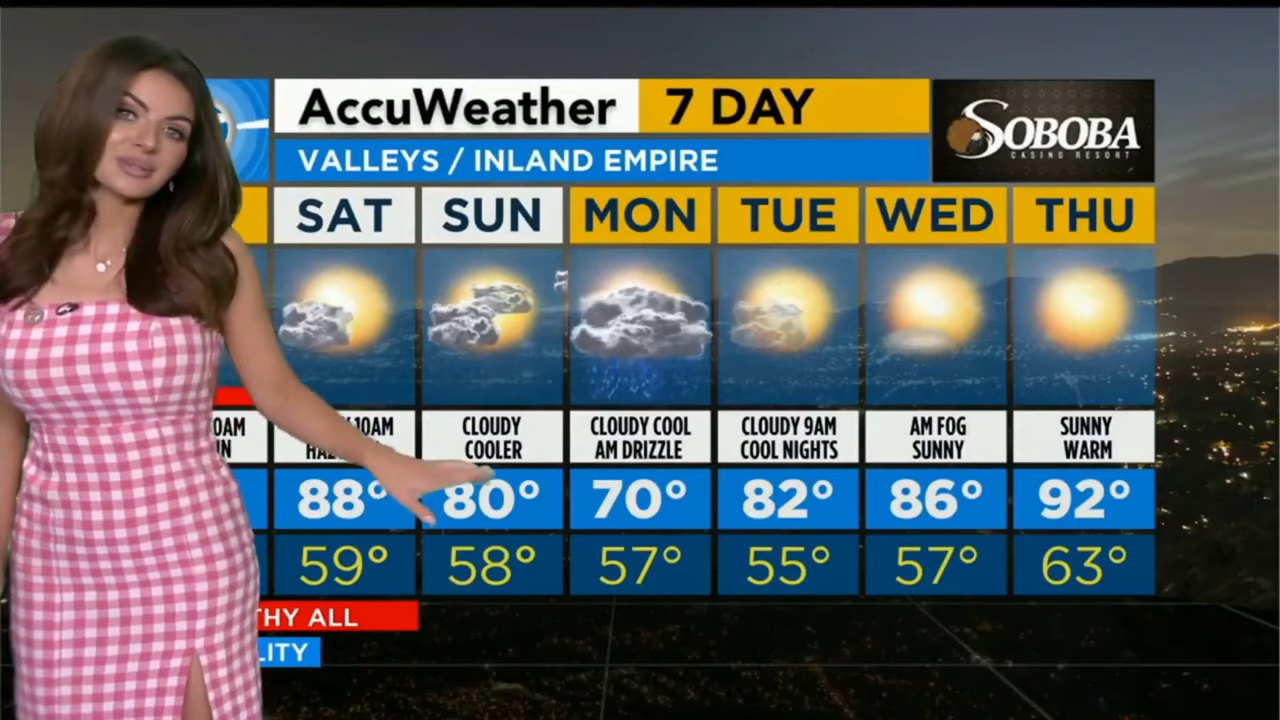 AccuWeather 7 DAY
SOBOBA
CASINO RESORT
VALLEYS / INLAND EMPIRE
SAT SUN MON TUE WED THU
10AM CLOUDY CLOUDY COOL CLOUDY 9AM AM FOG SUNNY
COOLER AM DRIZZLE COOL NIGHTS SUNNY WARM
88° 80° 70° 82° 86° 92°
59° 58° 57° 55° 57° 63°
THY ALL
LITY